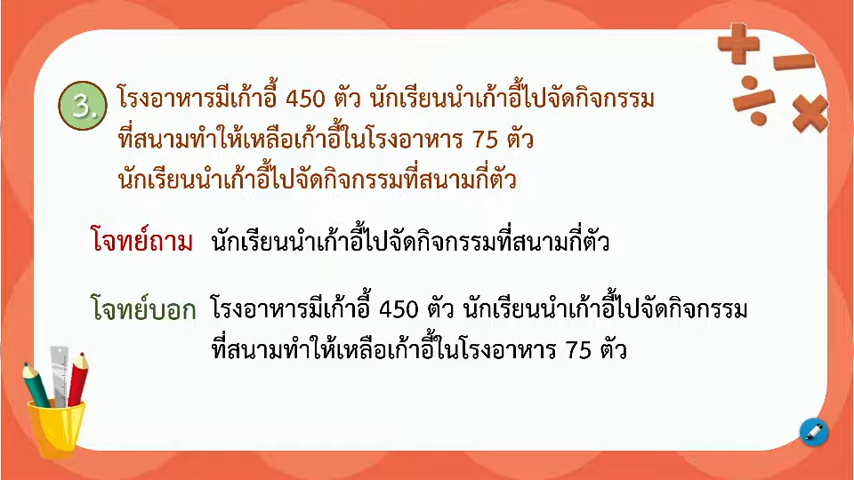 3. โรงอาหารมีเก้าอี้ 450 ตัว นักเรียนนำเก้าอี้ไปจัดกิจกรรม
ที่สนามทำให้เหลือเก้าอี้ในโรงอาหาร 75 ตัว
นักเรียนนำเก้าอี้ไปจัดกิจกรรมที่สนามกี่ตัว
โจทย์ถาม นักเรียนนำเก้าอี้ไปจัดกิจกรรมที่สนามกี่ตัว
โจทย์บอก โรงอาหารมีเก้าอี้ 450 ตัว นักเรียนนำเก้าอี้ไปจัดกิจกรรม
ที่สนามทำให้เหลือเก้าอี้ในโรงอาหาร 75 ตัว